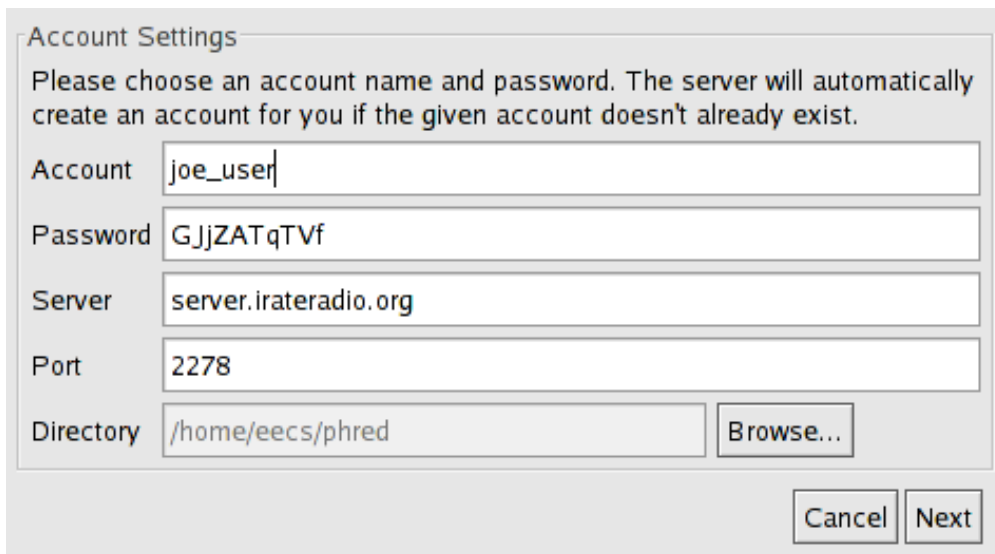 Account Settings
Please choose an account name and password. The server will automatically
create an account for you if the given account doesn't already exist.
Account joe_user
Password GJjZATqTVf
Server server.irateradio.org
Port 2278
Directory /home/eecs/phred Browse...
Cancel Next